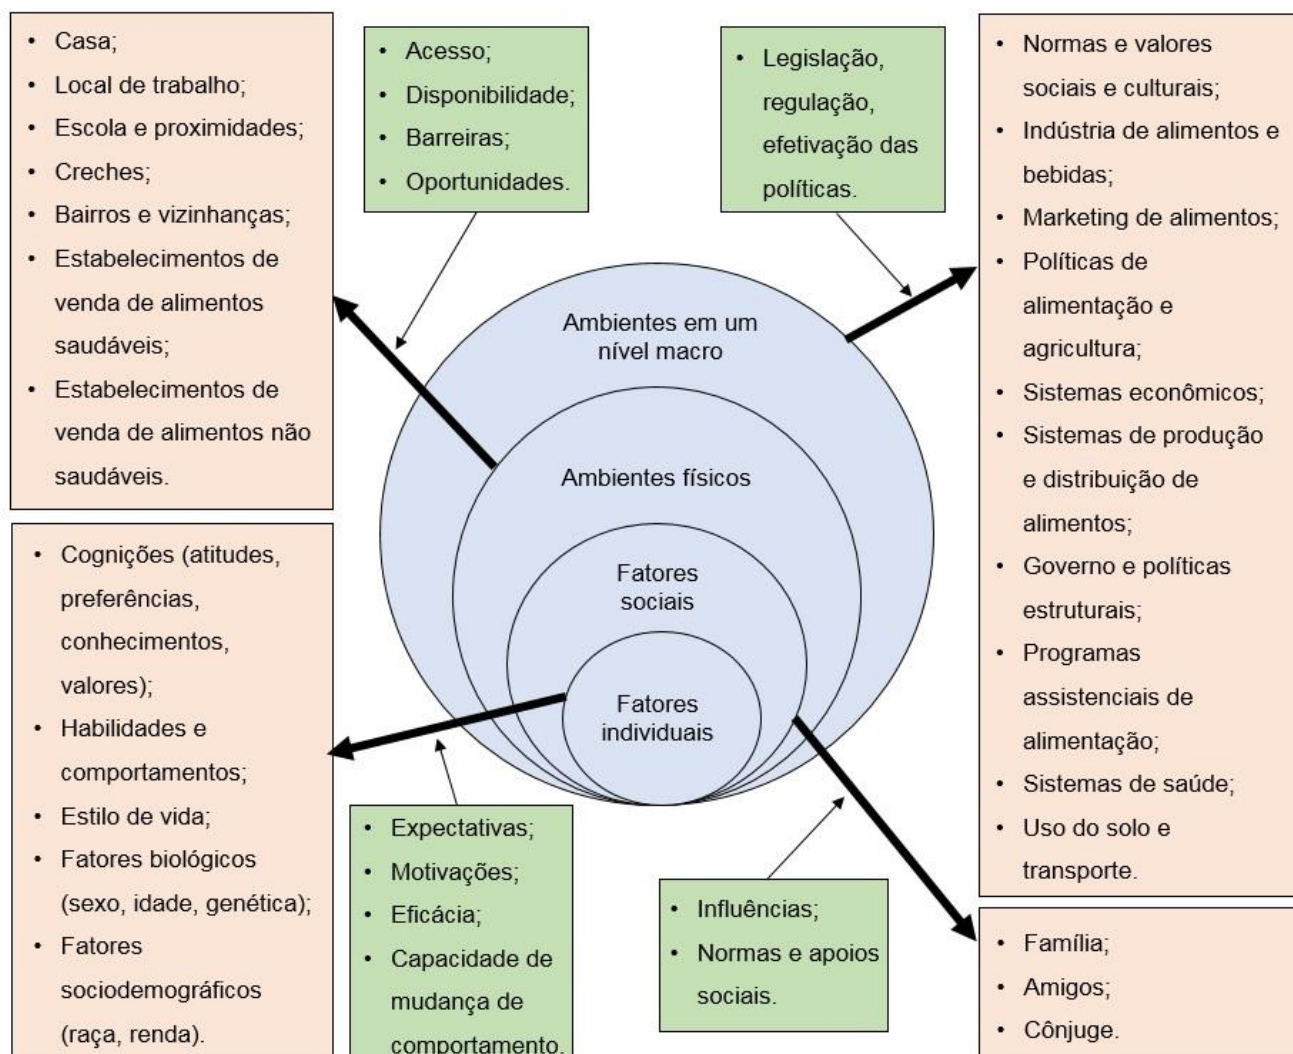 • Casa;
• Local de trabalho;
• Escola e proximidades;
• Creches;
• Bairros e vizinhanças;
• Estabelecimentos de
venda de alimentos
saudáveis;
• Estabelecimentos de
venda de alimentos não
saudáveis.
• Acesso;
• Disponibilidade;
• Barreiras;
• Oportunidades.
• Legislação,
regulação,
efetivação das
políticas.
• Normas e valores
sociais e culturais;
• Indústria de alimentos e
bebidas;
• Marketing de alimentos;
• Políticas de
alimentação e
agricultura;
• Sistemas econômicos;
• Sistemas de produção
e distribuição de
alimentos;
• Governo e políticas
estruturais;
• Programas
assistenciais de
alimentação;
• Sistemas de saúde;
• Uso do solo e
transporte.
Ambientes em um
nível macro
Ambientes físicos
Fatores
sociais
Fatores
individuais
• Cognições (atitudes,
preferências,
conhecimentos,
valores);
• Habilidades e
comportamentos;
• Estilo de vida;
• Fatores biológicos
(sexo, idade, genética);
• Fatores
sociodemográficos
(raça, renda).
• Expectativas;
• Motivações;
• Eficácia;
• Capacidade de
mudança de
comportamento.
• Influências;
• Normas e apoios
sociais.
• Família;
• Amigos;
• Cônjuge.